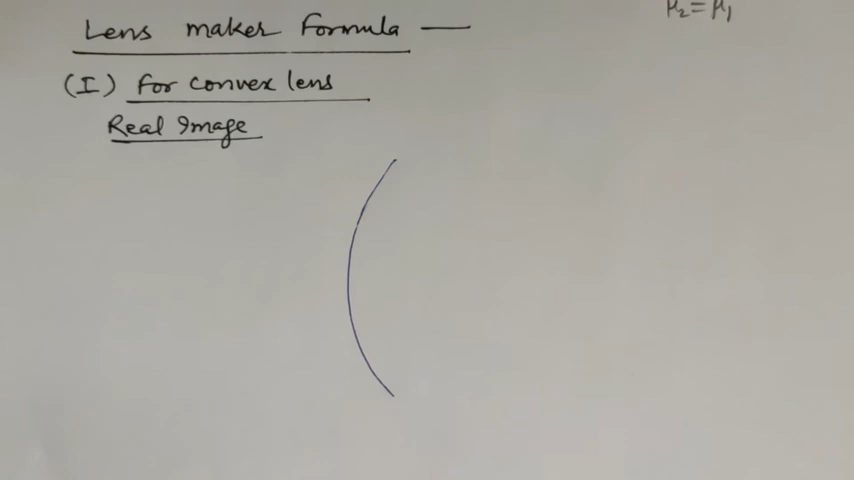 μ₂ = μ₁
Lens maker Formula —
(I) For convex lens
Real Image